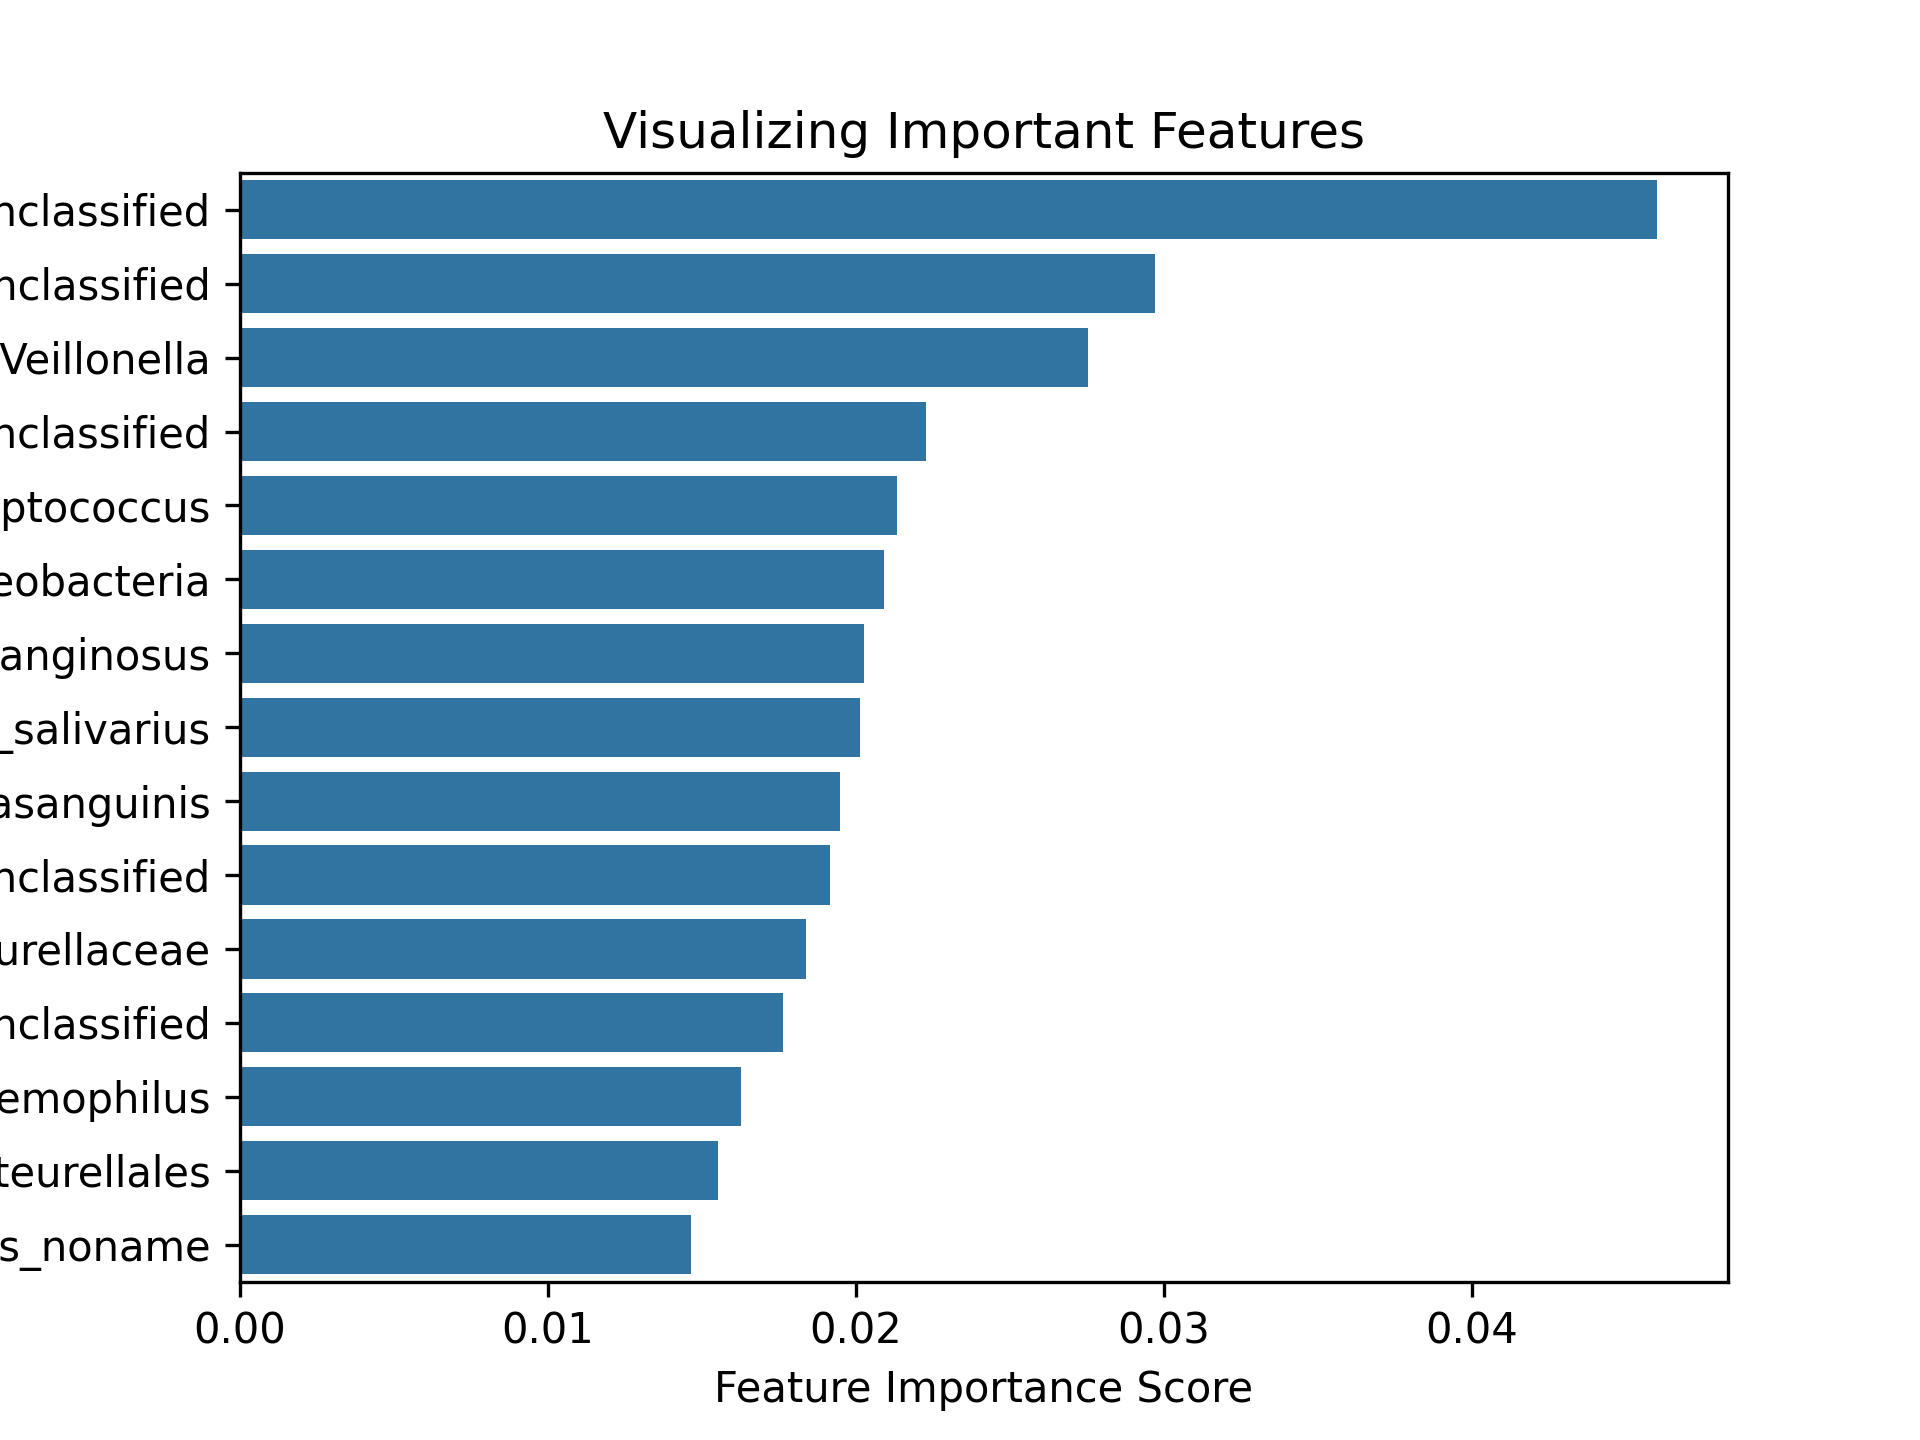 Visualizing Important Features
nclassified
nclassified
Veillonella
nclassified
ptococcus
eobacteria
anginosus
_salivarius
asanguinis
nclassified
urellaceae
nclassified
emophilus
teurellales
s_noname
0.00 0.01 0.02 0.03 0.04
Feature Importance Score